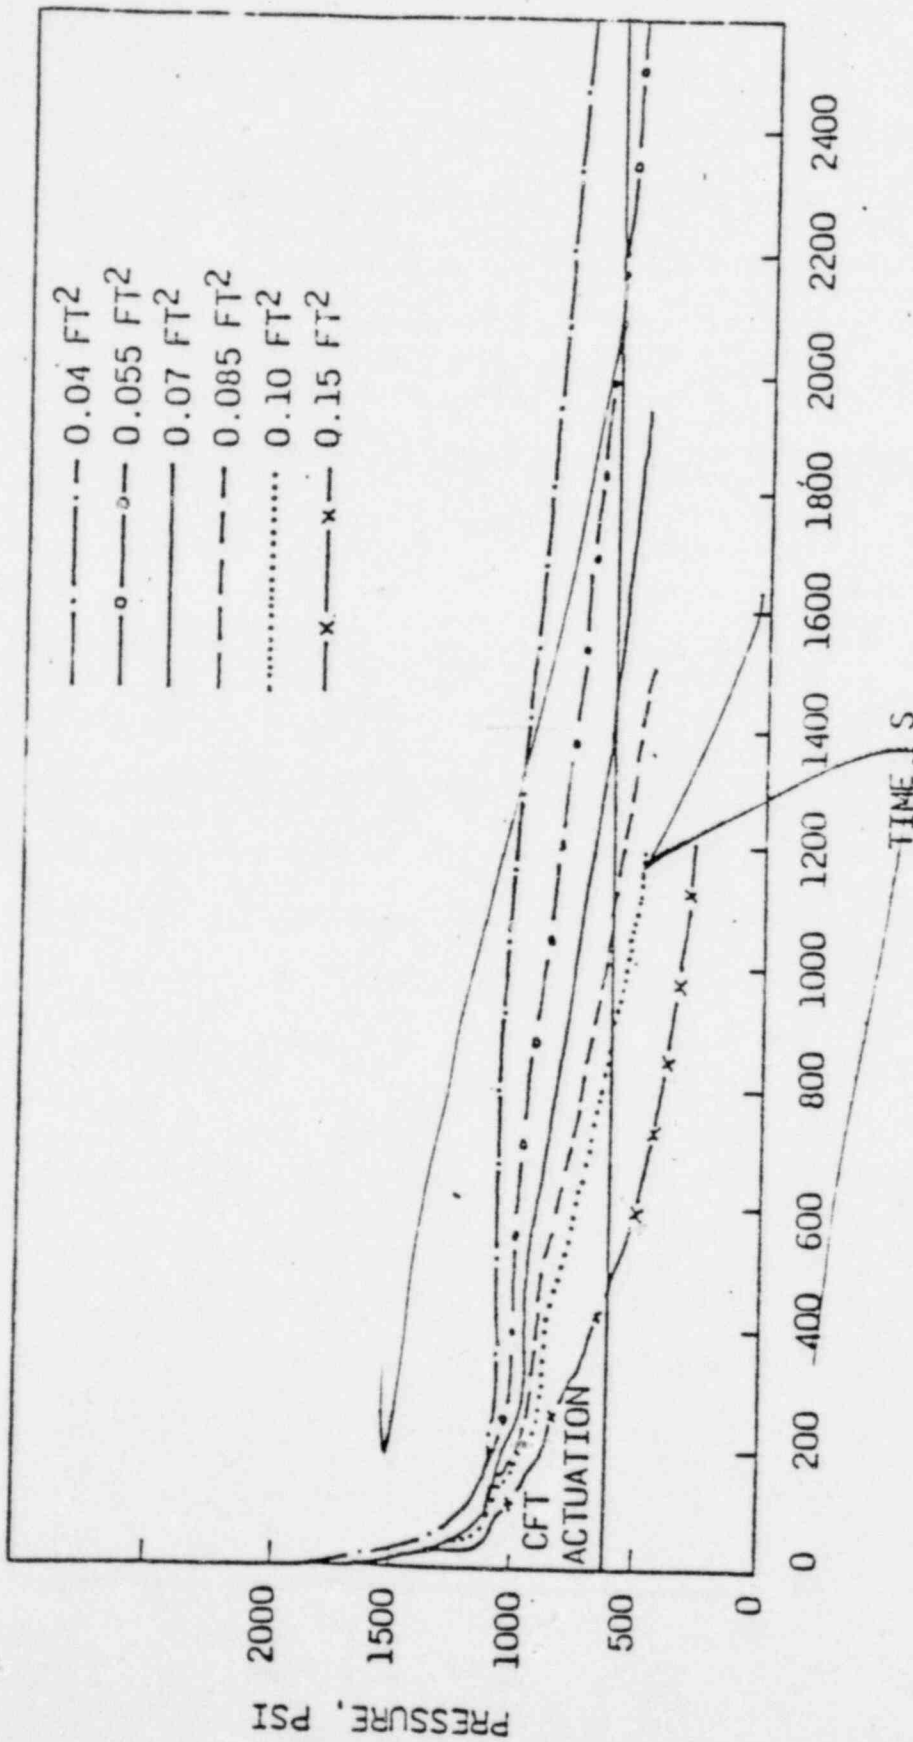 0.04 FT²
0.055 FT²
0.07 FT²
0.085 FT²
0.10 FT²
0.15 FT²
PRESSURE, PSI
2000
1500
1000
500
0
CFT
ACTUATION
0 200 400 600 800 1000 1200 1400 1600 1800 2000 2200 2400
TIME, S